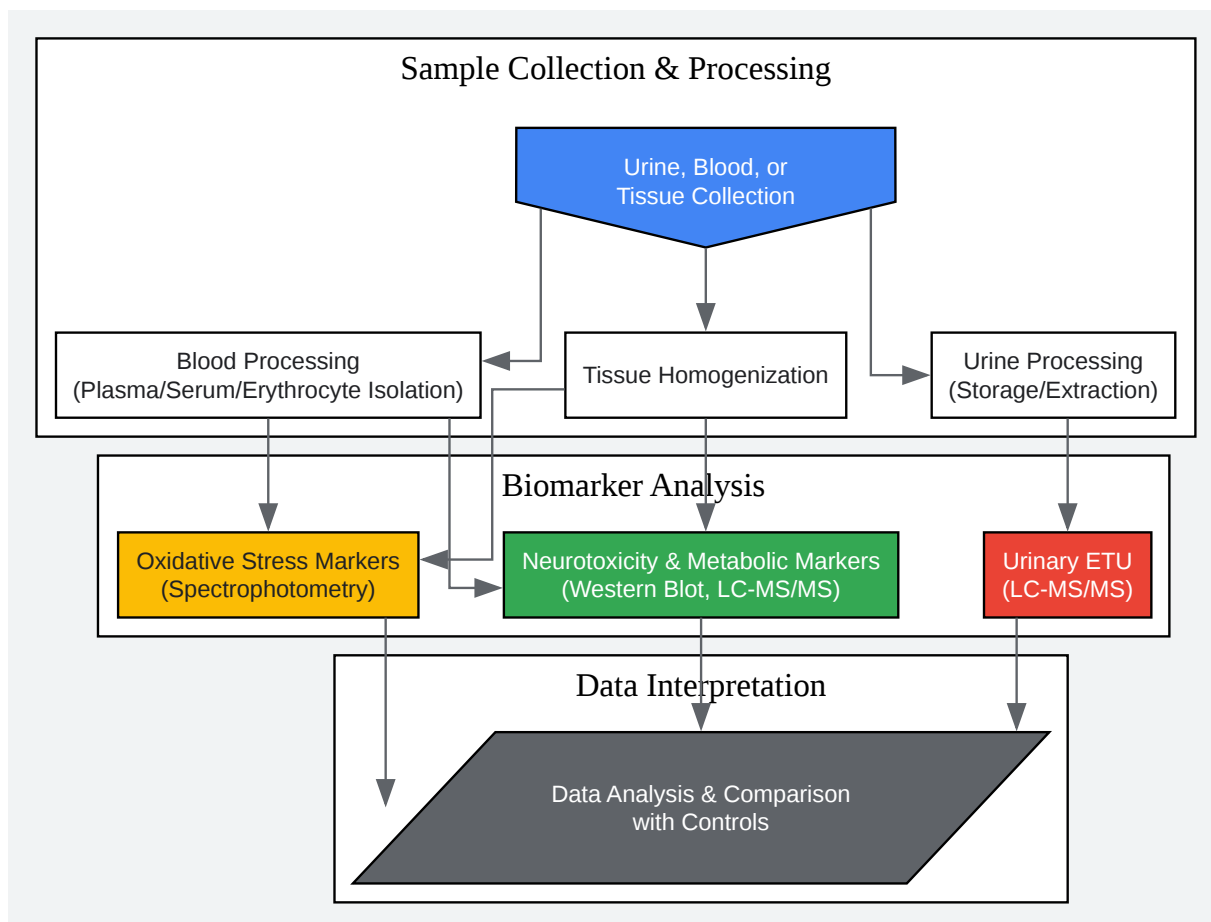 Sample Collection & Processing
Urine, Blood, or
Tissue Collection
Blood Processing
(Plasma/Serum/Erythrocyte Isolation)
Tissue Homogenization
Urine Processing
(Storage/Extraction)
Biomarker Analysis
Oxidative Stress Markers
(Spectrophotometry)
Neurotoxicity & Metabolic Markers
(Western Blot, LC-MS/MS)
Urinary ETU
(LC-MS/MS)
Data Interpretation
Data Analysis & Comparison
with Controls